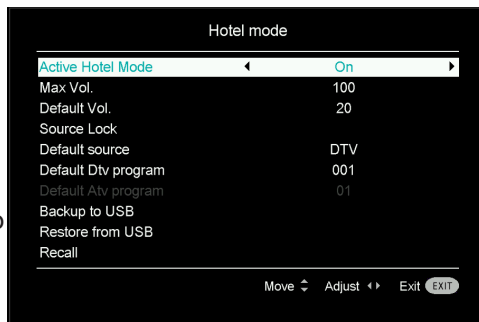 Hotel mode
Active Hotel Mode On
Max Vol. 100
Default Vol. 20
Source Lock
Default source DTV
Default Dtv program 001
Default Atv program 01
Backup to USB
Restore from USB
Recall
Move Adjust Exit EXIT